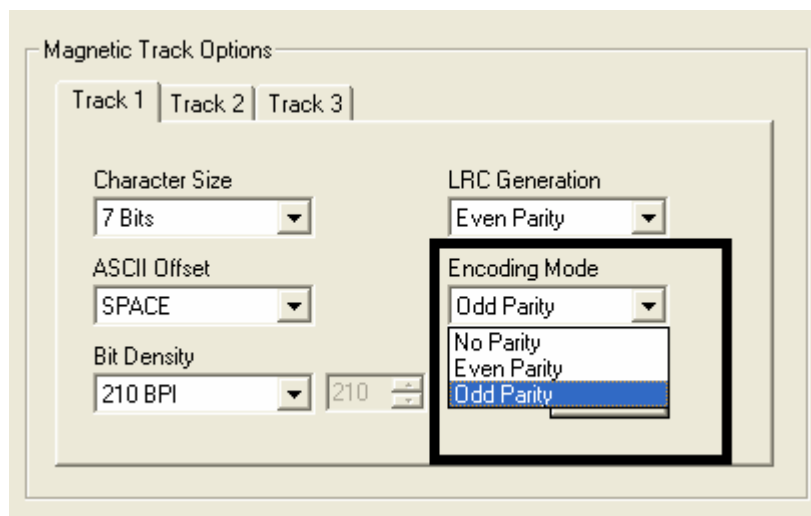 Magnetic Track Options
Track 1 Track 2 Track 3
Character Size
7 Bits
LRC Generation
Even Parity
ASCII Offset
SPACE
Encoding Mode
Odd Parity
No Parity
Even Parity
Odd Parity
Bit Density
210 BPI 210